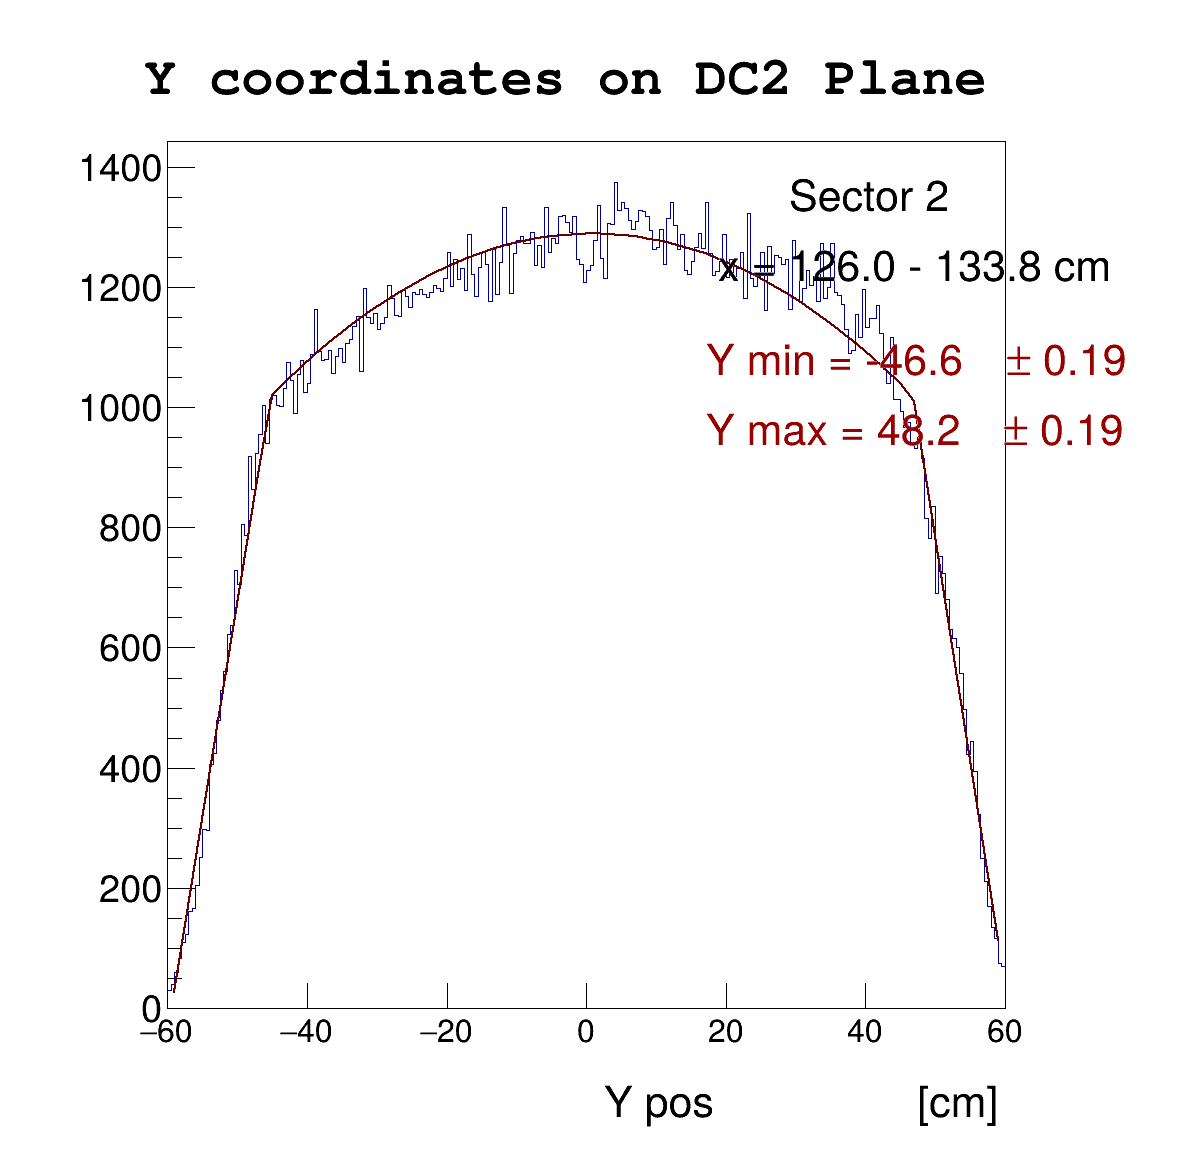 Y coordinates on DC2 Plane
1400
Sector 2
x = 126.0 - 133.8 cm
1200
Y min = -46.6 ± 0.19
1000
Y max = 48.2 ± 0.19
800
600
400
200
0
−60 −40 −20 0 20 40 60
Y pos [cm]